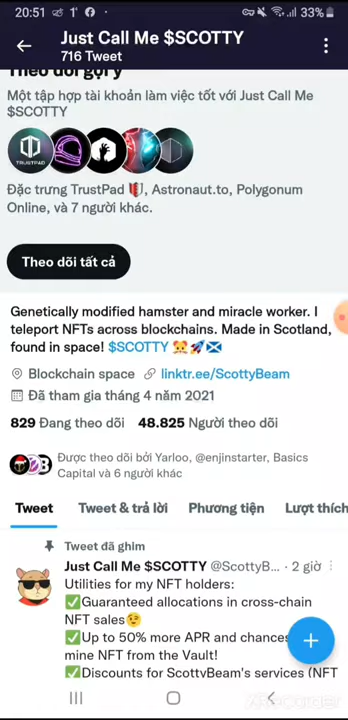 20:51
33%
Just Call Me $SCOTTY
716 Tweet
Theo dõi gợi ý
Một tập hợp tài khoản làm việc tốt với Just Call Me
$SCOTTY
TRUSTPAD
Đặc trưng TrustPad, Astronaut.to, Polygonum
Online, và 7 người khác.
Theo dõi tất cả
Genetically modified hamster and miracle worker. I
teleport NFTs across blockchains. Made in Scotland,
found in space! $SCOTTY 🐹🚀🏴󠁧󠁢󠁳󠁣󠁴󠁿
Blockchain space linktr.ee/ScottyBeam
Đã tham gia tháng 4 năm 2021
829 Đang theo dõi 48.825 Người theo dõi
Được theo dõi bởi Yarloo, @enjinstarter, Basics
Capital và 6 người khác
Tweet Tweet & trả lời Phương tiện Lượt thích
Tweet đã ghim
Just Call Me $SCOTTY @ScottyB... · 2 giờ
Utilities for my NFT holders:
✅Guaranteed allocations in cross-chain
NFT sales😉
✅Up to 50% more APR and chances
mine NFT from the Vault!
✅Discounts for ScottyBeam's services (NFT